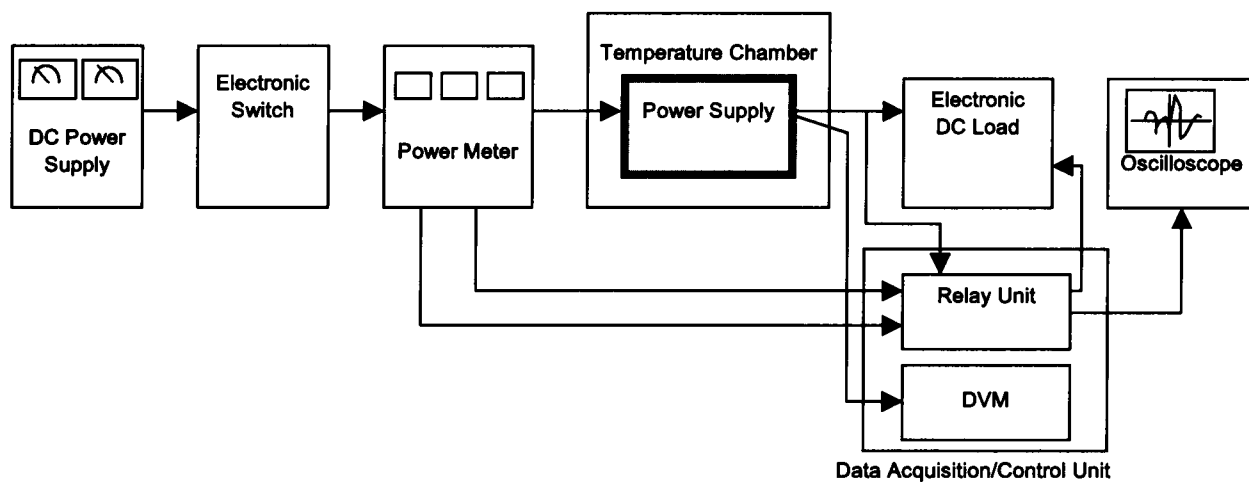 DC Power
Supply
Electronic
Switch
Power Meter
Temperature Chamber
Power Supply
Electronic
DC Load
Oscilloscope
Relay Unit
DVM
Data Acquisition/Control Unit